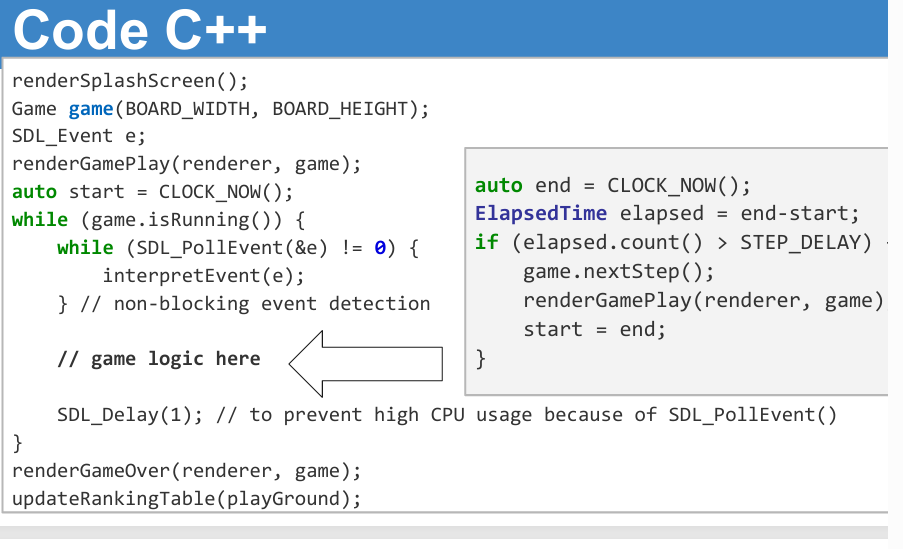 Code C++
renderSplashScreen();
Game game(BOARD_WIDTH, BOARD_HEIGHT);
SDL_Event e;
renderGamePlay(renderer, game);
auto start = CLOCK_NOW();
while (game.isRunning()) {
    while (SDL_PollEvent(&e) != 0) {
        interpretEvent(e);
    } // non-blocking event detection
    // game logic here
    SDL_Delay(1); // to prevent high CPU usage because of SDL_PollEvent()
}
renderGameOver(renderer, game);
updateRankingTable(playGround);
auto end = CLOCK_NOW();
ElapsedTime elapsed = end-start;
if (elapsed.count() > STEP_DELAY)
    game.nextStep();
    renderGamePlay(renderer, game)
    start = end;
}